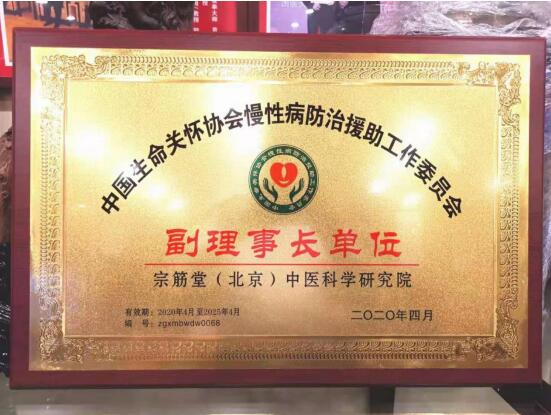 中国生命关怀协会慢性病防治援助工作委员会
副理事长单位
宗筋堂（北京）中医科学研究院
有效期：2020年4月至2025年4月
编 号：zgxmbwdw0068
二〇二〇年四月